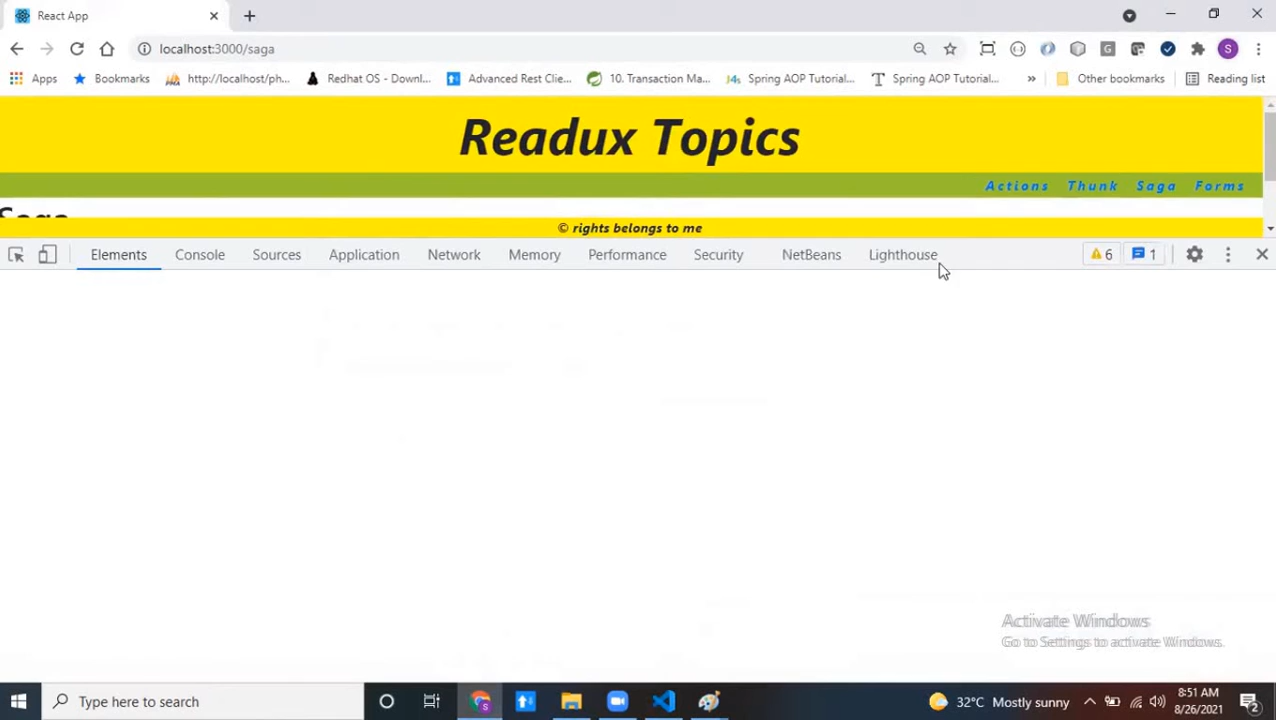 React App
localhost:3000/saga
Apps Bookmarks http://localhost/ph... Redhat OS - Downl... Advanced Rest Clie... 10. Transaction Ma... Spring AOP Tutorial... Spring AOP Tutorial... » Other bookmarks Reading list
Readux Topics
Actions Thunk Saga Forms
Saga
© rights belongs to me
Elements Console Sources Application Network Memory Performance Security NetBeans Lighthouse 6 1
Activate Windows
Go to Settings to activate Windows.
Type here to search
32°C Mostly sunny
8:51 AM
8/26/2021
2